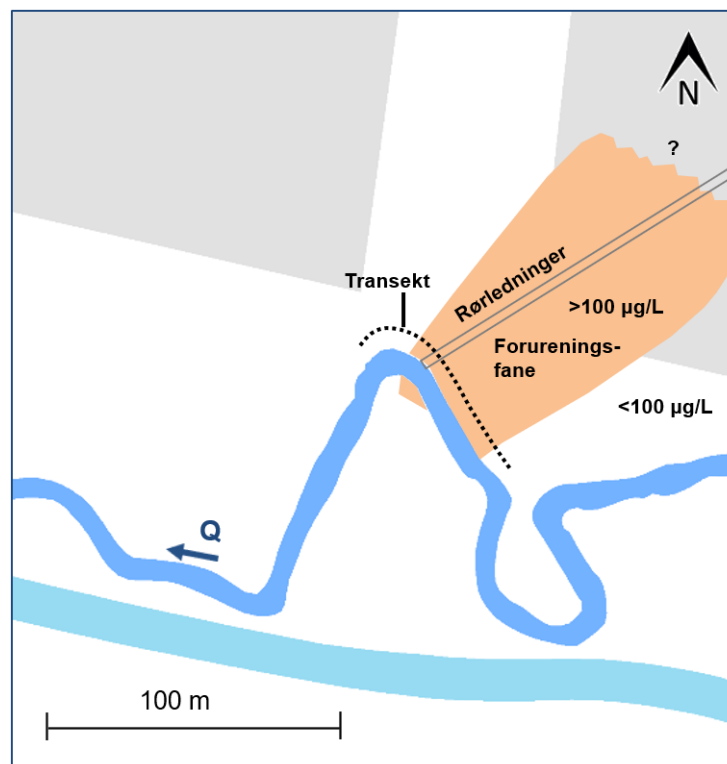 N
?
Rørledninger
Transekt
>100 µg/L
Forurenings-
fane
<100 µg/L
Q
100 m